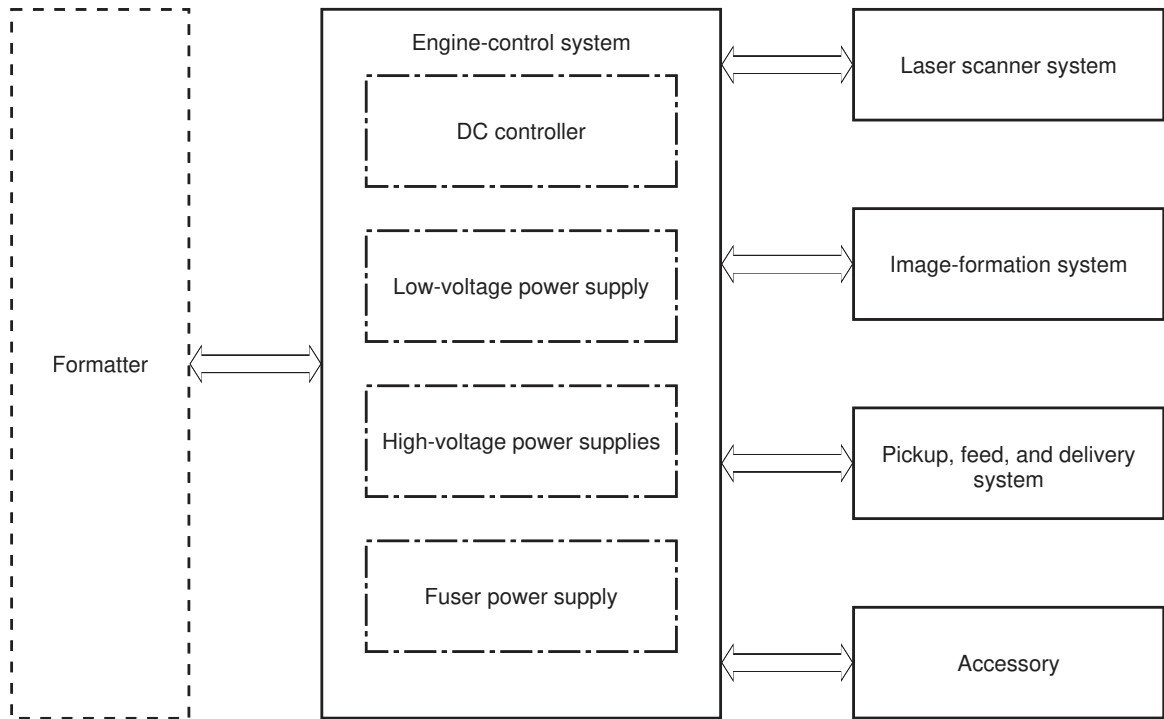 Formatter
Engine-control system
DC controller
Low-voltage power supply
High-voltage power supplies
Fuser power supply
Laser scanner system
Image-formation system
Pickup, feed, and delivery
system
Accessory